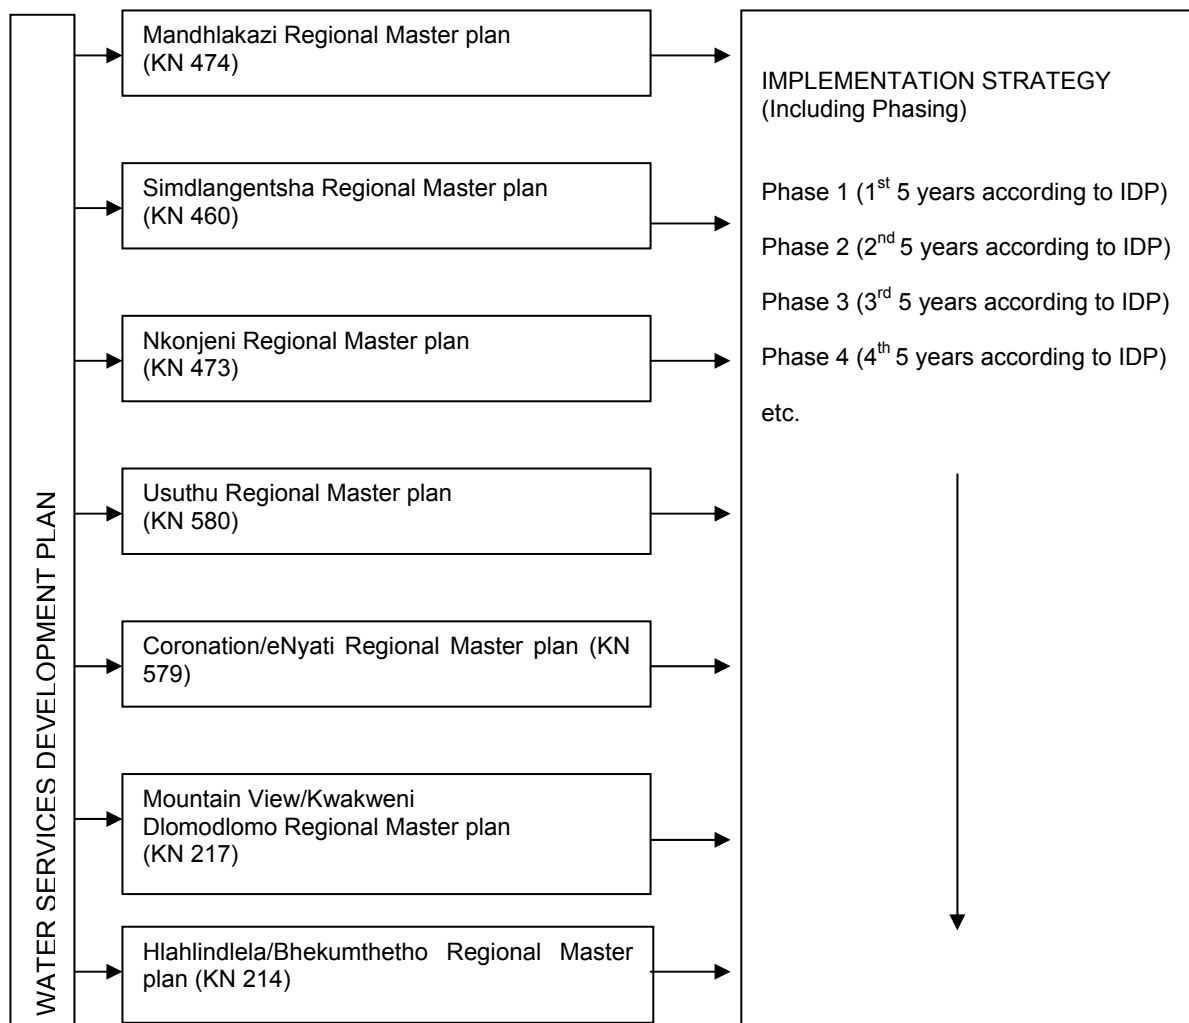 WATER SERVICES DEVELOPMENT PLAN
Mandhlakazi Regional Master plan
(KN 474)
Simdlangentsha Regional Master plan
(KN 460)
Nkonjeni Regional Master plan
(KN 473)
Usuthu Regional Master plan
(KN 580)
Coronation/eNyati Regional Master plan (KN
579)
Mountain View/Kwakweni
Dlomodlomo Regional Master plan
(KN 217)
Hlahlindlela/Bhekumthetho Regional Master
plan (KN 214)
IMPLEMENTATION STRATEGY
(Including Phasing)
Phase 1 (1st 5 years according to IDP)
Phase 2 (2nd 5 years according to IDP)
Phase 3 (3rd 5 years according to IDP)
Phase 4 (4th 5 years according to IDP)
etc.